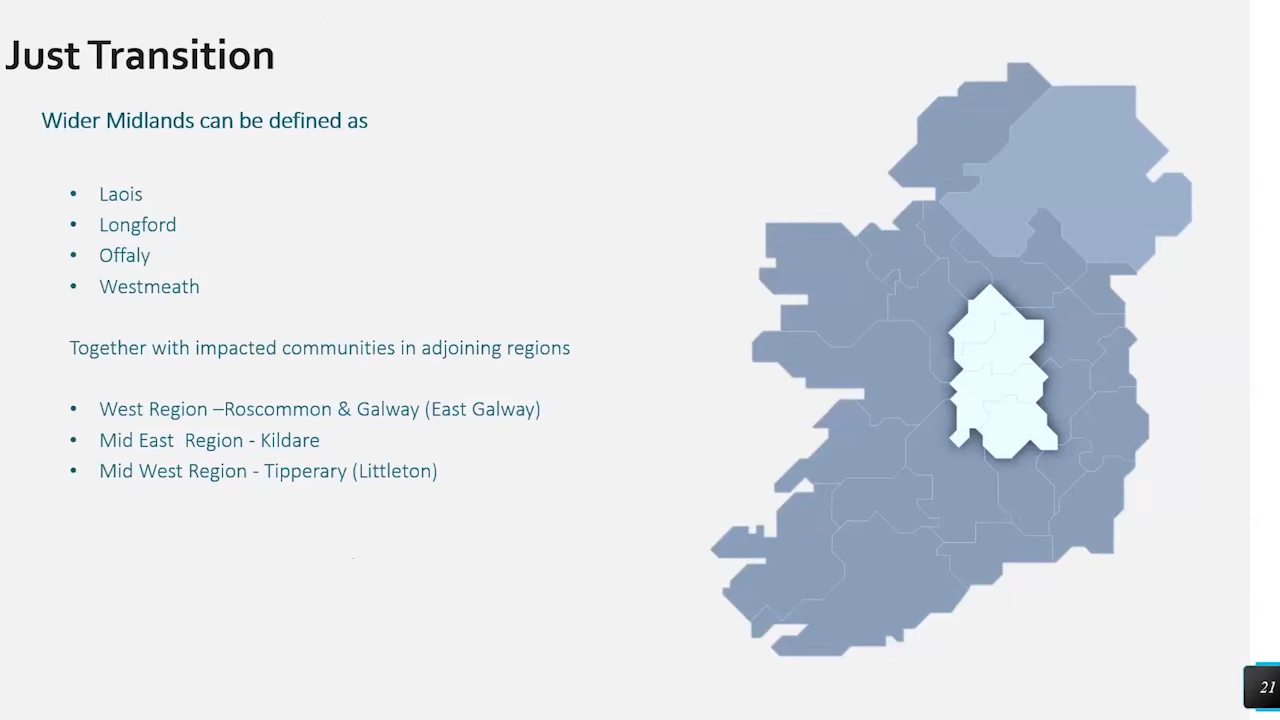 Just Transition
Wider Midlands can be defined as
• Laois
• Longford
• Offaly
• Westmeath
Together with impacted communities in adjoining regions
• West Region –Roscommon & Galway (East Galway)
• Mid East  Region - Kildare
• Mid West Region - Tipperary (Littleton)
21